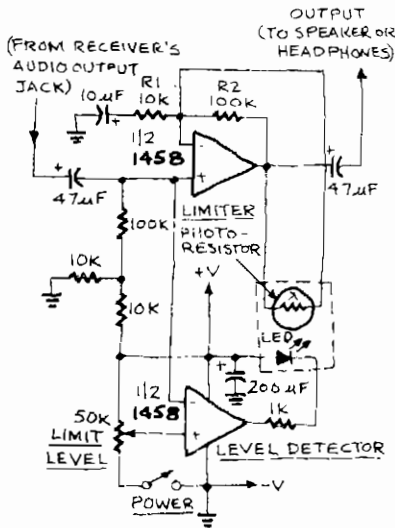 OUTPUT
(TO SPEAKER OR
HEADPHONES)
(FROM RECEIVER'S
AUDIO OUTPUT
JACK)
10µF
R1
10K
R2
100K
+
-
1/2
1458
+
+
47µF
+
47µF
100K
LIMITER
PHOTO-
RESISTOR
10K
+V
10K
λ
LED
+
200µF
1/2
1458
-
+
1K
50K
LIMIT
LEVEL
LEVEL DETECTOR
POWER
-V